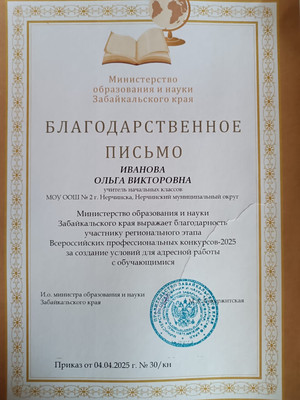 Министерство
образования и науки
Забайкальского края
БЛАГОДАРСТВЕННОЕ
ПИСЬМО
ИВАНОВА
ОЛЬГА ВИКТОРОВНА
учитель начальных классов
МОУ ООШ № 2 г. Нерчинска, Нерчинский муниципальный округ
Министерство образования и науки
Забайкальского края выражает благодарность
участнику регионального этапа
Всероссийских профессиональных конкурсов-2025
за создание условий для адресной работы
с обучающимися
И.о. министра образования и науки
Забайкальского края
Приказ от 04.04.2025 г. № 30/кн